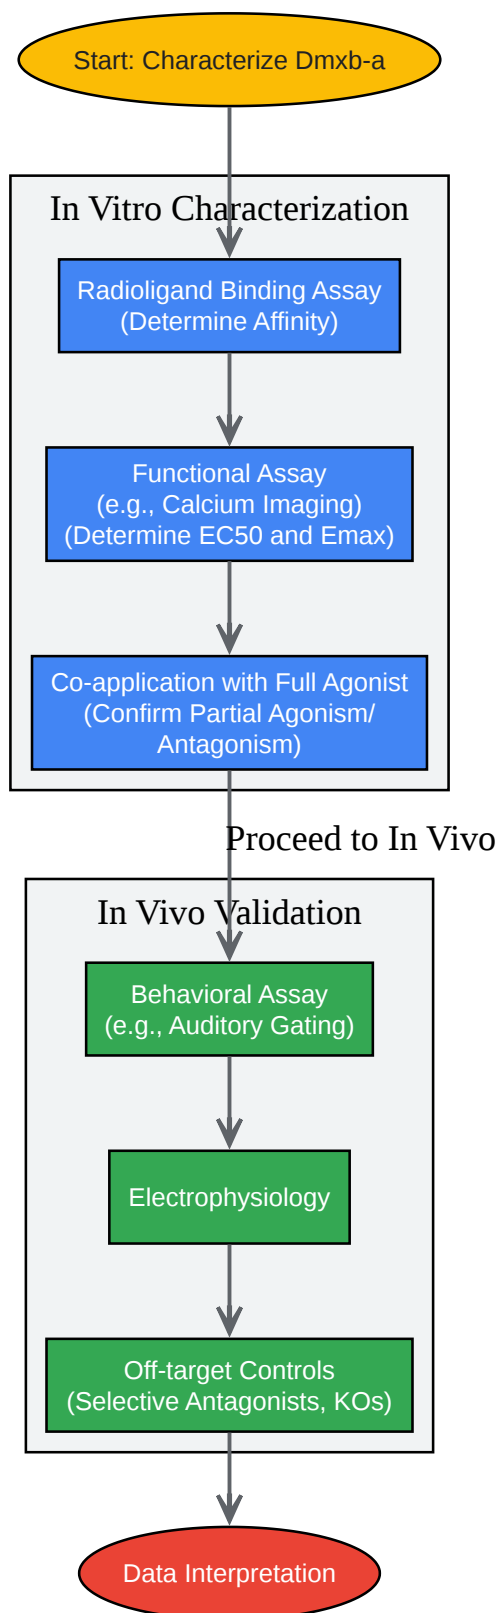 Start: Characterize Dmxb-a
In Vitro Characterization
Radioligand Binding Assay
(Determine Affinity)
Functional Assay
(e.g., Calcium Imaging)
(Determine EC50 and Emax)
Co-application with Full Agonist
(Confirm Partial Agonism/
Antagonism)
Proceed to In Vivo
In Vivo Validation
Behavioral Assay
(e.g., Auditory Gating)
Electrophysiology
Off-target Controls
(Selective Antagonists, KOs)
Data Interpretation